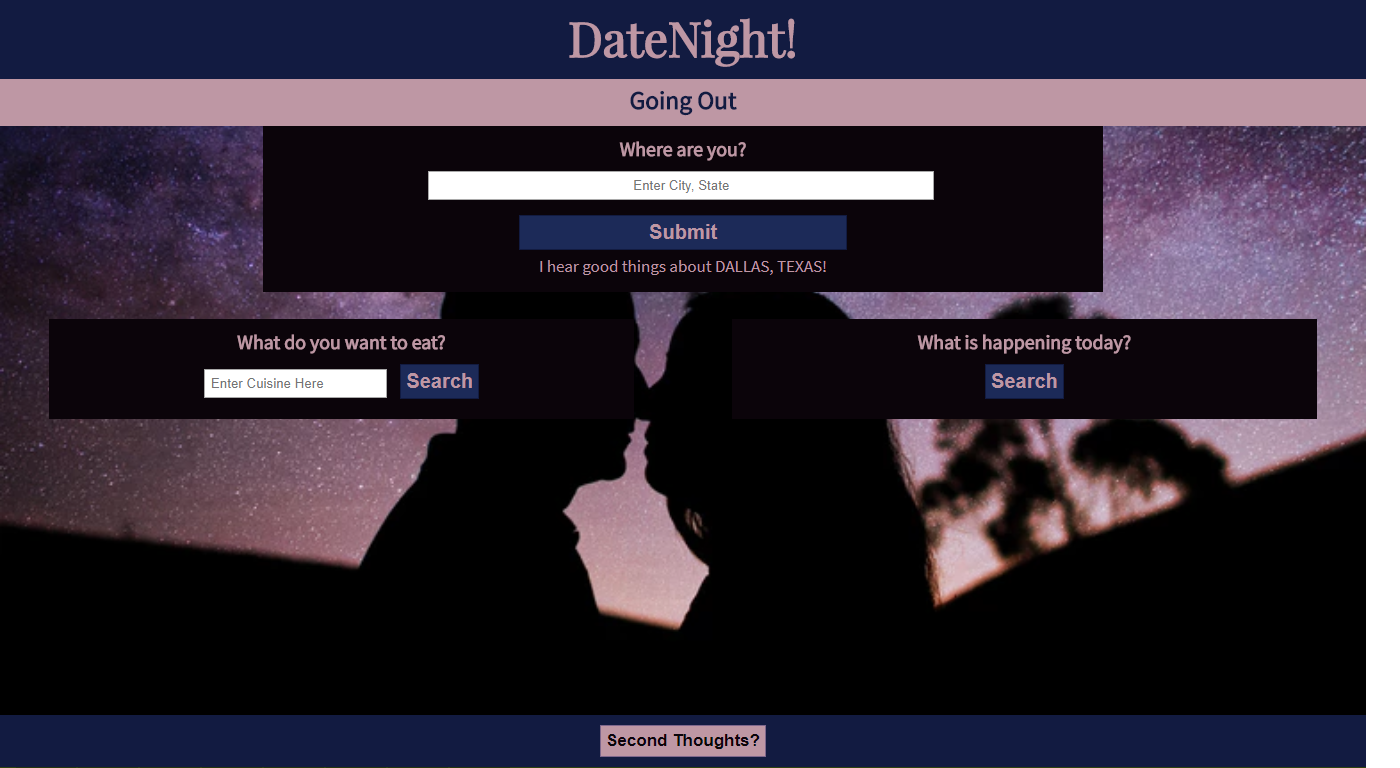 DateNight!
Going Out
Where are you?
Enter City, State
Submit
I hear good things about DALLAS, TEXAS!
What do you want to eat?
Enter Cuisine Here
Search
What is happening today?
Search
Second Thoughts?